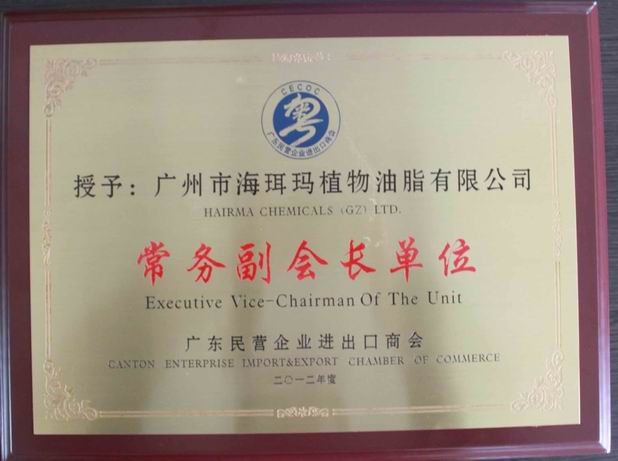 CECOC
粤
广东民营企业进出口商会
授予：广州市海珥玛植物油脂有限公司
HAIRMA CHEMICALS (GZ) LTD.
常务副会长单位
Executive Vice-Chairman Of The Unit
广东民营企业进出口商会
CANTON ENTERPRISE IMPORT&EXPORT CHAMBER OF COMMERCE
二〇一二年度